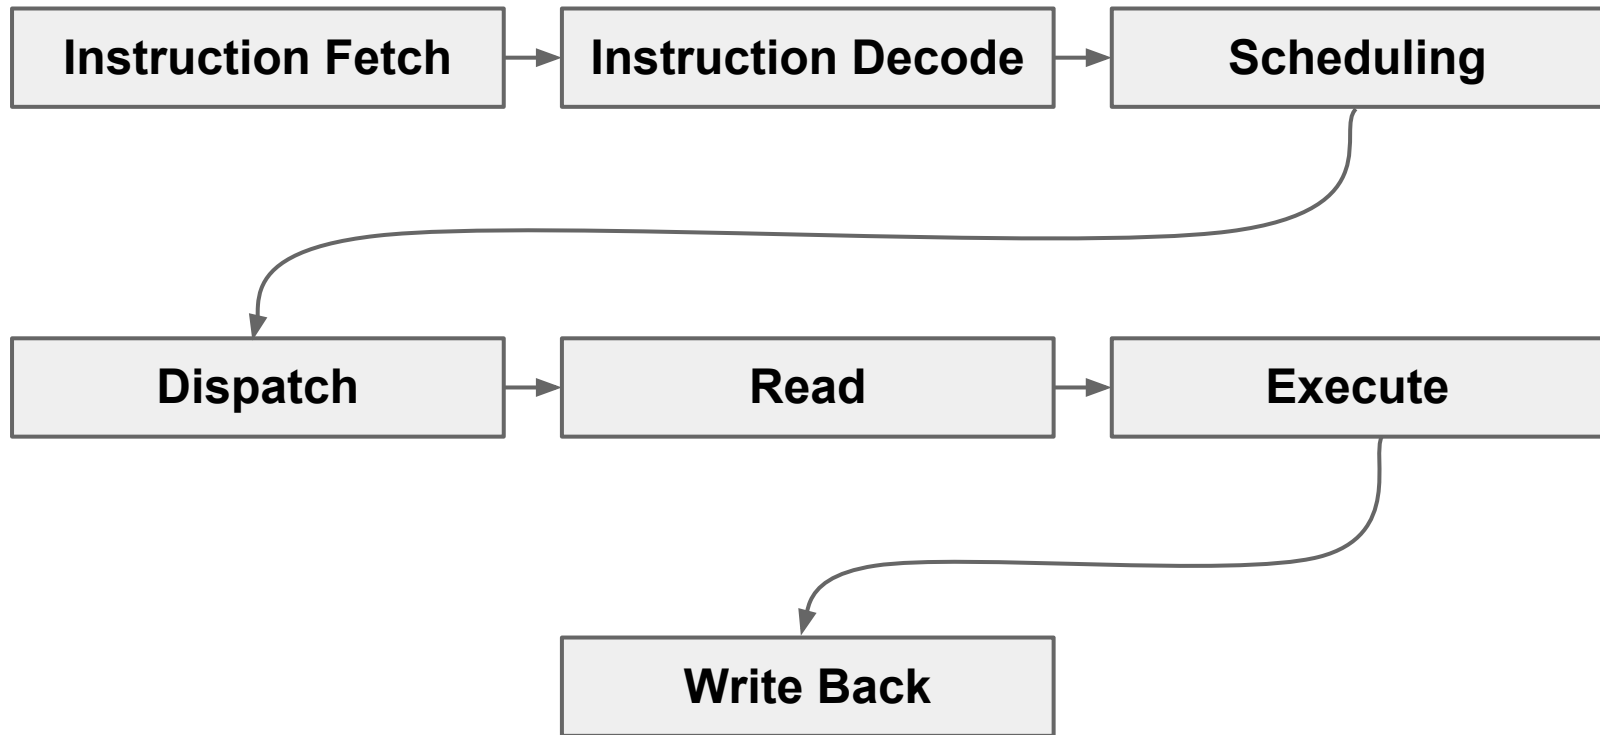 Instruction Fetch
Instruction Decode
Scheduling
Dispatch
Read
Execute
Write Back